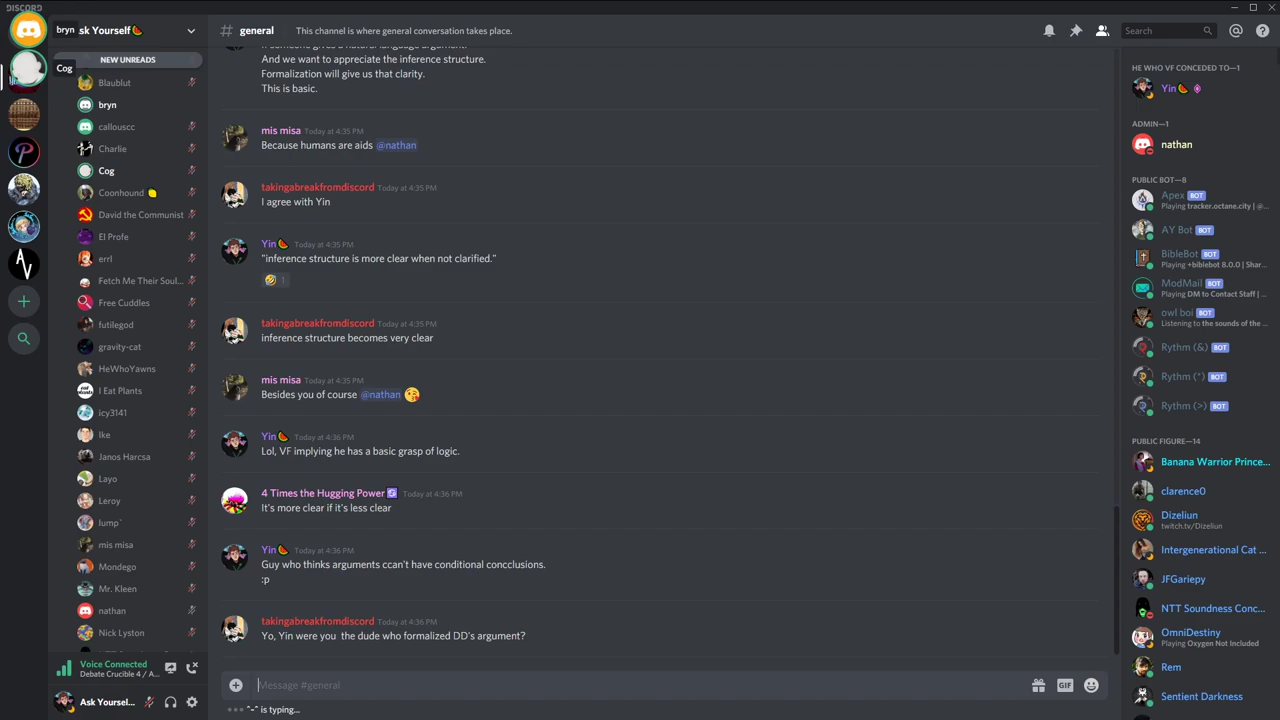 DISCORD
bryn
sk Yourself🍉
# general
This channel is where general conversation takes place.
Search
Cog
NEW UNREADS
Blaublut
bryn
callouscc
Charlie
Cog
Coonhound 🍋
David the Communist
El Profe
errl
Fetch Me Their Soul...
Free Cuddles
futilegod
gravity-cat
HeWhoYawns
I Eat Plants
icy3141
Ike
Janos Harcsa
Layo
Leroy
lump`
mis misa
Mondego
Mr. Kleen
nathan
Nick Lyston
Voice Connected
Debate Crucible 4 / A...
Ask Yoursel...
And we want to appreciate the inference structure.
Formalization will give us that clarity.
This is basic.
mis misa Today at 4:35 PM
Because humans are aids @nathan
takingabreakfromdiscord Today at 4:35 PM
I agree with Yin
Yin🍉 Today at 4:35 PM
"inference structure is more clear when not clarified."
🤣 1
takingabreakfromdiscord Today at 4:35 PM
inference structure becomes very clear
mis misa Today at 4:35 PM
Besides you of course @nathan 😘
Yin🍉 Today at 4:36 PM
Lol, VF implying he has a basic grasp of logic.
4 Times the Hugging Power Today at 4:36 PM
It's more clear if it's less clear
Yin🍉 Today at 4:36 PM
Guy who thinks arguments ccan't have conditional concclusions.
:p
takingabreakfromdiscord Today at 4:36 PM
Yo, Yin were you the dude who formalized DD's argument?
Message #general
GIF
^-^ is typing...
HE WHO VF CONCEDED TO—1
Yin🍉
ADMIN—1
nathan
PUBLIC BOT—8
Apex BOT
Playing tracker.octane.city | @...
AY Bot BOT
BibleBot BOT
Playing +biblebot 8.0.0 | Shar...
ModMail BOT
Playing DM to Contact Staff | ...
owl boi BOT
Listening to the sounds of the ...
Rythm (&) BOT
Rythm (*) BOT
Rythm (>) BOT
PUBLIC FIGURE—14
Banana Warrior Prince...
clarence0
Dizeliun
twitch.tv/Dizeliun
Intergenerational Cat ...
JFGariepy
NTT Soundness Conc...
OmniDestiny
Playing Oxygen Not Included
Rem
Sentient Darkness